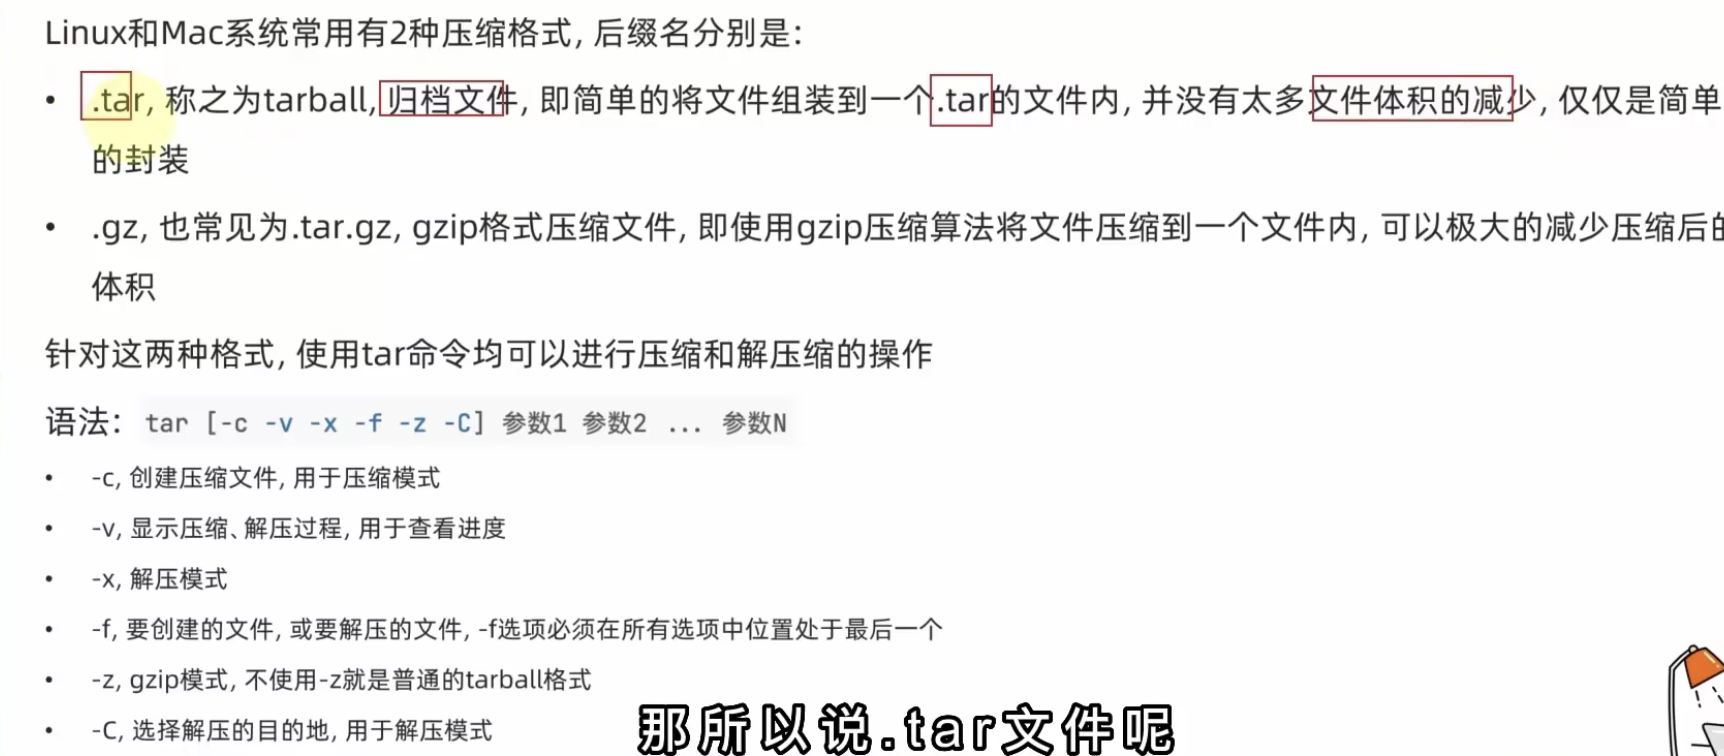 Linux和Mac系统常用有2种压缩格式, 后缀名分别是:
• .tar, 称之为tarball, 归档文件, 即简单的将文件组装到一个.tar的文件内, 并没有太多文件体积的减少, 仅仅是简单
的封装
• .gz, 也常见为.tar.gz, gzip格式压缩文件, 即使用gzip压缩算法将文件压缩到一个文件内, 可以极大的减少压缩后的
体积
针对这两种格式, 使用tar命令均可以进行压缩和解压缩的操作
语法: tar [-c -v -x -f -z -C] 参数1 参数2 ... 参数N
• -c, 创建压缩文件, 用于压缩模式
• -v, 显示压缩、解压过程, 用于查看进度
• -x, 解压模式
• -f, 要创建的文件, 或要解压的文件, -f选项必须在所有选项中位置处于最后一个
• -z, gzip模式, 不使用-z就是普通的tarball格式
• -C, 选择解压的目的地, 用于解压模式
那所以说.tar文件呢